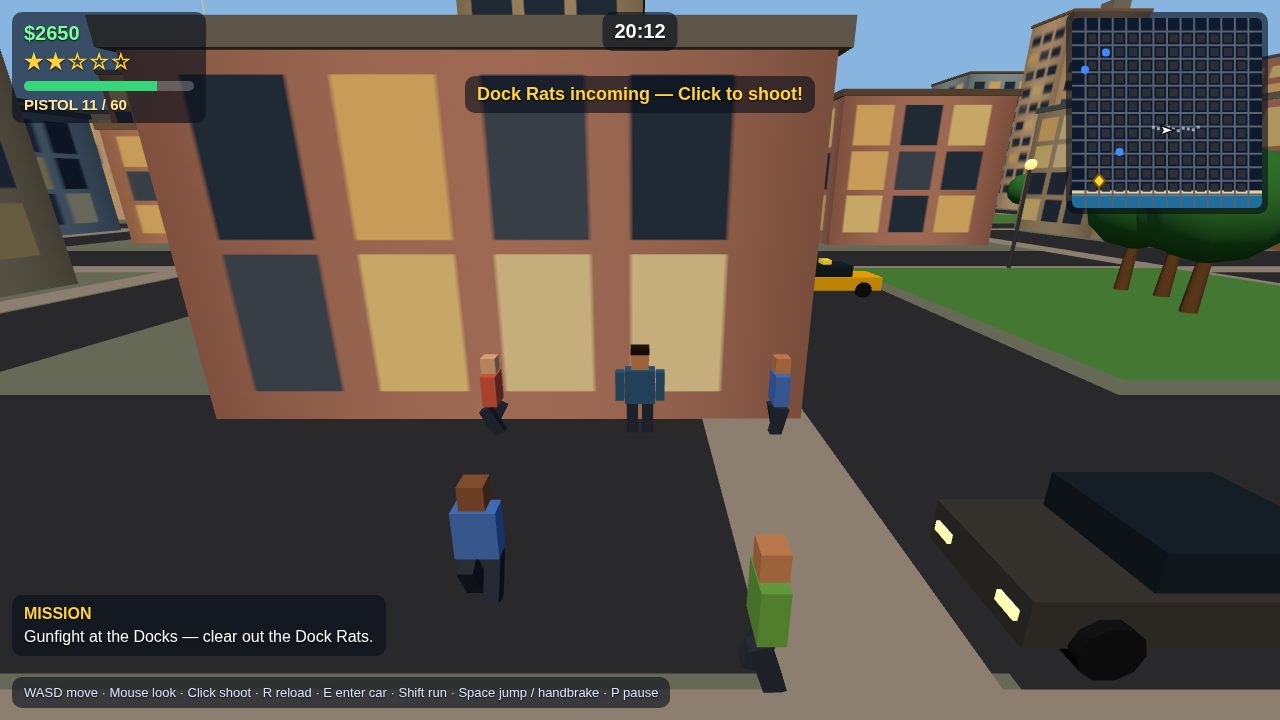 $2650
★★☆☆☆
PISTOL 11 / 60
20:12
Dock Rats incoming — Click to shoot!
MISSION
Gunfight at the Docks — clear out the Dock Rats.
WASD move · Mouse look · Click shoot · R reload · E enter car · Shift run · Space jump / handbrake · P pause